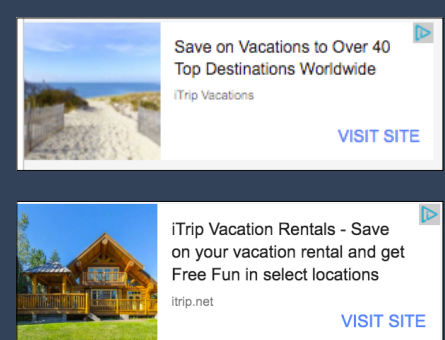 Save on Vacations to Over 40
Top Destinations Worldwide
iTrip Vacations
VISIT SITE
iTrip Vacation Rentals - Save
on your vacation rental and get
Free Fun in select locations
itrip.net
VISIT SITE